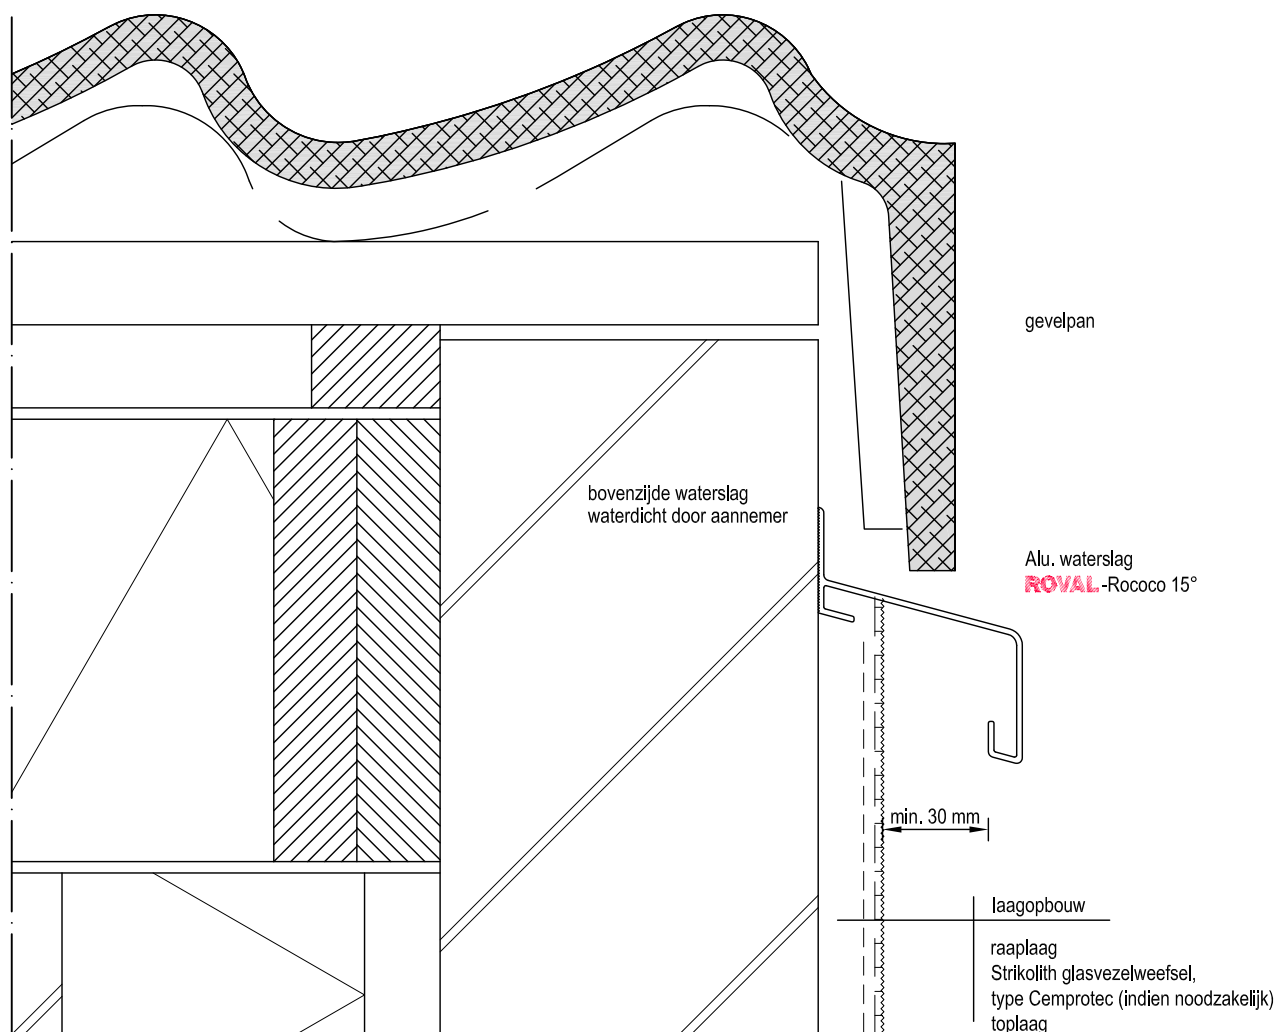 gevelpan
bovenzijde waterslag
waterdicht door aannemer
Alu. waterslag
ROVAL-Rococo 15°
min. 30 mm
laagopbouw
raaplaag
Strikolith glasvezelweefsel,
type Cemprotec (indien noodzakelijk)
toplaag